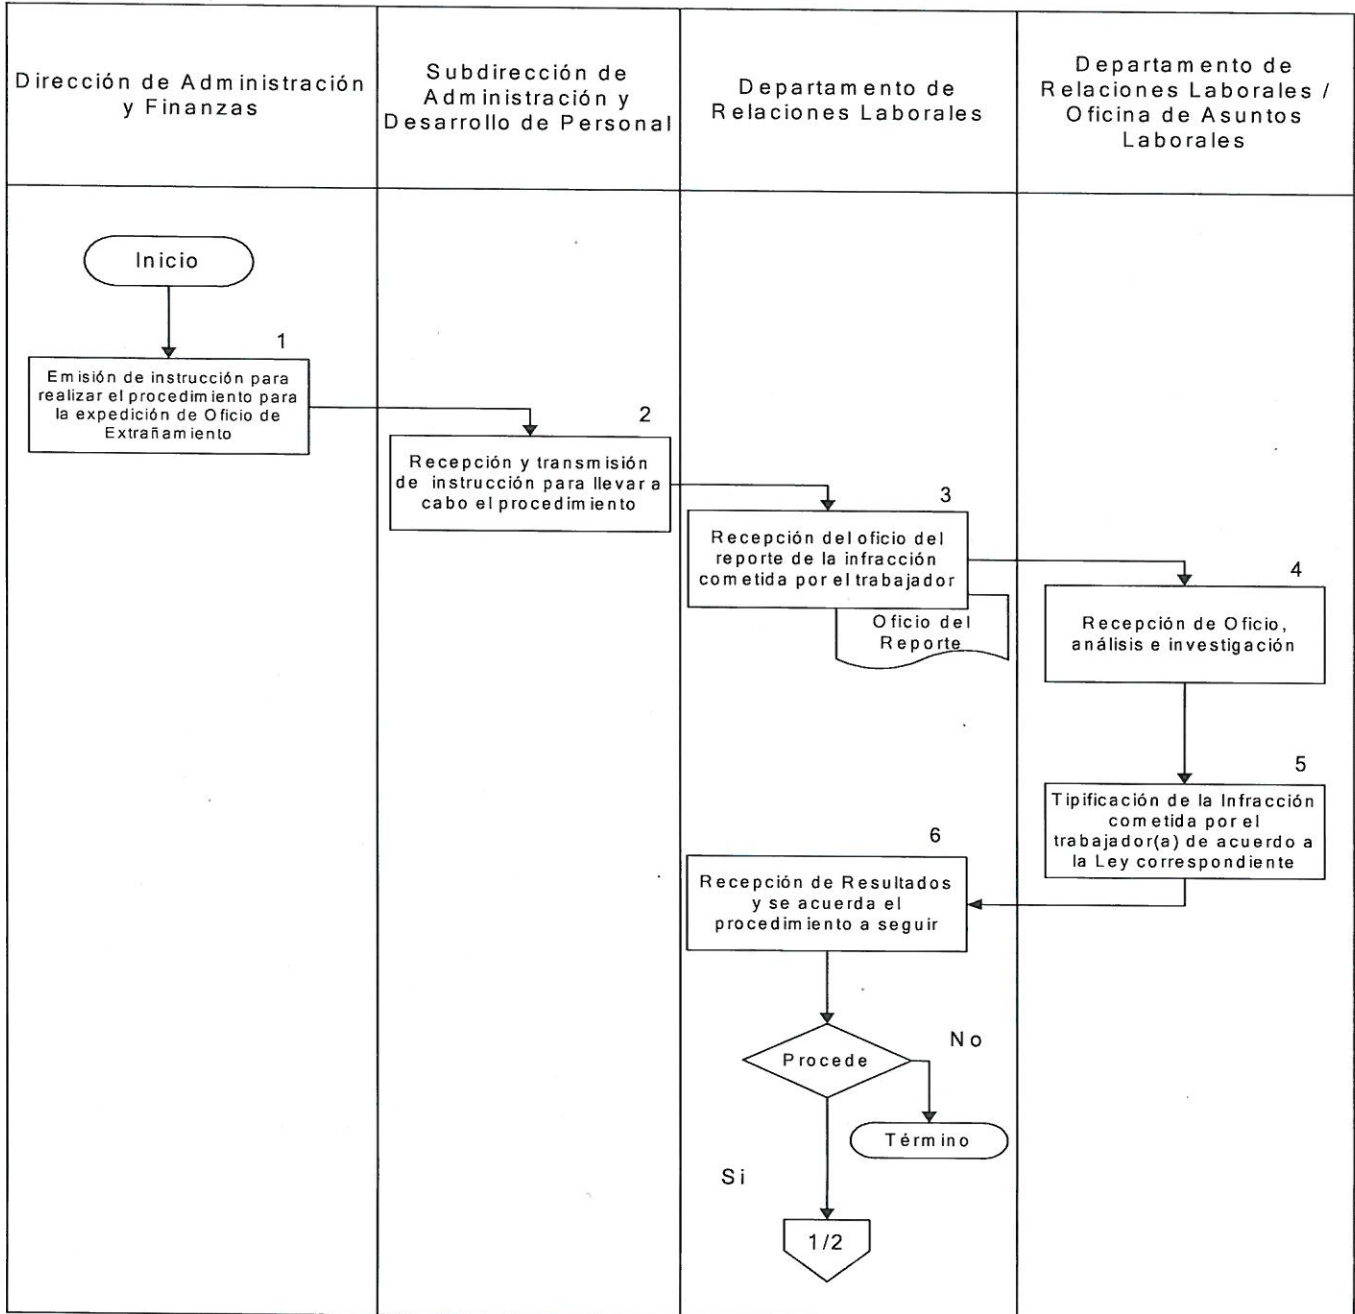 Dirección de Administración
y Finanzas
Subdirección de
Administración y
Desarrollo de Personal
Departamento de
Relaciones Laborales
Departamento de
Relaciones Laborales /
Oficina de Asuntos
Laborales
Inicio
1
Emisión de instrucción para
realizar el procedimiento para
la expedición de Oficio de
Extrañamiento
2
Recepción y transmisión
de instrucción para llevar a
cabo el procedimiento
3
Recepción del oficio del
reporte de la infracción
cometida por el trabajador
Oficio del
Reporte
4
Recepción de Oficio,
análisis e investigación
5
Tipificación de la Infracción
cometida por el
trabajador(a) de acuerdo a
la Ley correspondiente
6
Recepción de Resultados
y se acuerda el
procedimiento a seguir
Procede
No
Término
Si
1/2